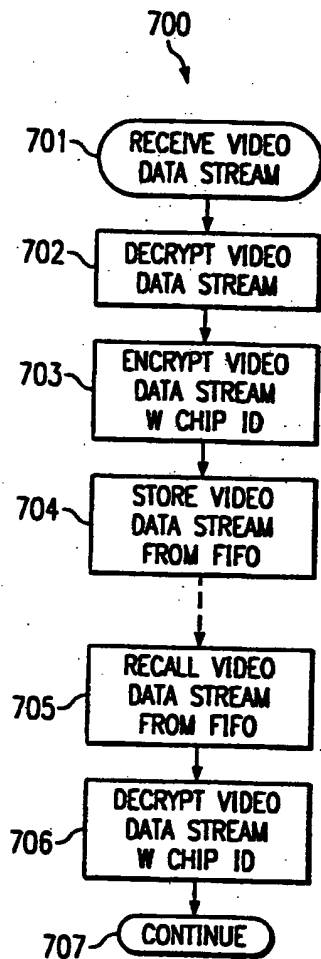 700
701
RECEIVE VIDEO
DATA STREAM
702
DECRYPT VIDEO
DATA STREAM
703
ENCRYPT VIDEO
DATA STREAM
W CHIP ID
704
STORE VIDEO
DATA STREAM
FROM FIFO
705
RECALL VIDEO
DATA STREAM
FROM FIFO
706
DECRYPT VIDEO
DATA STREAM
W CHIP ID
707
CONTINUE